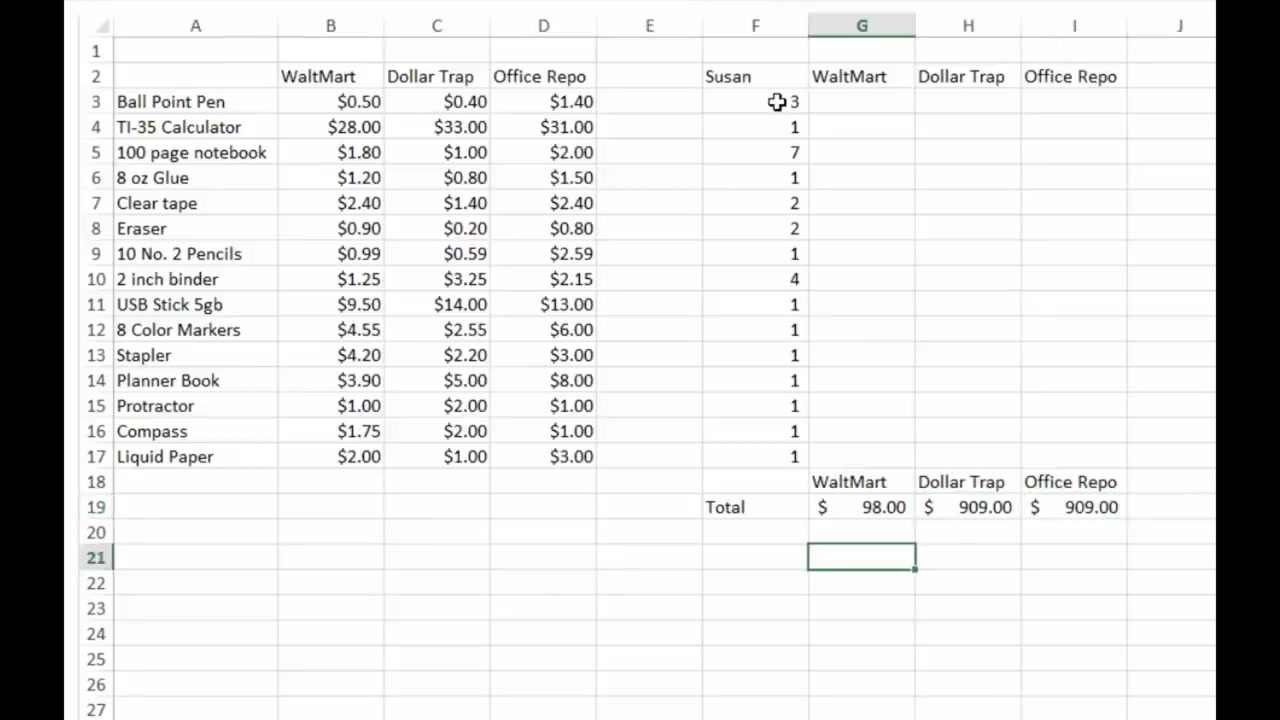 A B C D E F G H I J
1
2 WaltMart Dollar Trap Office Repo Susan WaltMart Dollar Trap Office Repo
3 Ball Point Pen $0.50 $0.40 $1.40 3
4 TI-35 Calculator $28.00 $33.00 $31.00 1
5 100 page notebook $1.80 $1.00 $2.00 7
6 8 oz Glue $1.20 $0.80 $1.50 1
7 Clear tape $2.40 $1.40 $2.40 2
8 Eraser $0.90 $0.20 $0.80 2
9 10 No. 2 Pencils $0.99 $0.59 $2.59 1
10 2 inch binder $1.25 $3.25 $2.15 4
11 USB Stick 5gb $9.50 $14.00 $13.00 1
12 8 Color Markers $4.55 $2.55 $6.00 1
13 Stapler $4.20 $2.20 $3.00 1
14 Planner Book $3.90 $5.00 $8.00 1
15 Protractor $1.00 $2.00 $1.00 1
16 Compass $1.75 $2.00 $1.00 1
17 Liquid Paper $2.00 $1.00 $3.00 1
18 WaltMart Dollar Trap Office Repo
19 Total $ 98.00 $ 909.00 $ 909.00
20
21
22
23
24
25
26
27